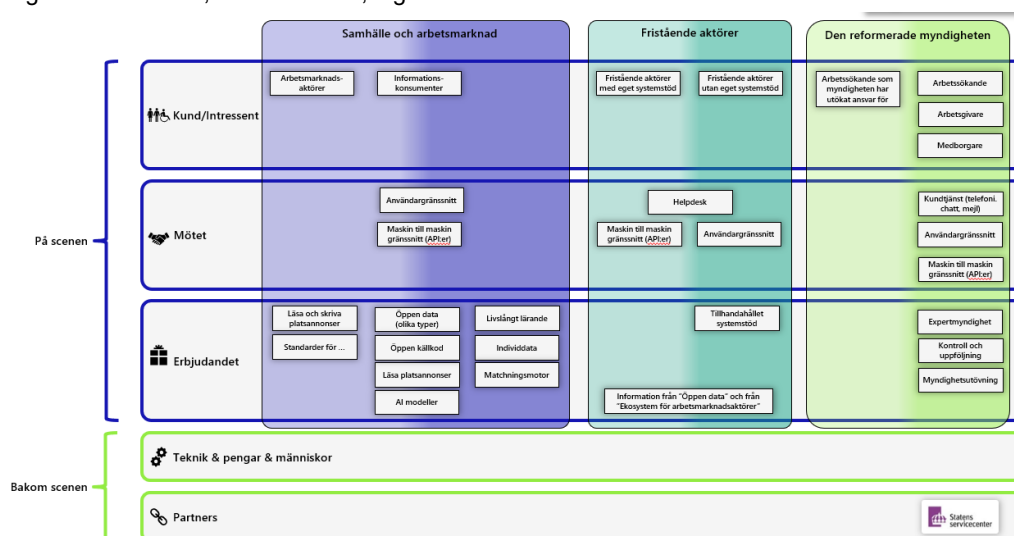 Samhälle och arbetsmarknad
Fristående aktörer
Den reformerade myndigheten
På scenen
Kund/Intressent
Arbetsmarknads-
aktörer
Informations-
konsumenter
Fristående aktörer
med eget systemstöd
Fristående aktörer
utan eget systemstöd
Arbetssökande som
myndigheten har
utökat ansvar för
Arbetssökande
Arbetsgivare
Medborgare
Mötet
Användargränssnitt
Maskin till maskin
gränssnitt (API:er)
Helpdesk
Maskin till maskin
gränssnitt (API:er)
Användargränssnitt
Kundtjänst (telefoni.
chatt, mejl)
Användargränssnitt
Maskin till maskin
gränssnitt (API:er)
Erbjudandet
Läsa och skriva
platsannonser
Standarder för ...
Öppen data
(olika typer)
Öppen källkod
Läsa platsannonser
AI modeller
Livslångt lärande
Individdata
Matchningsmotor
Tillhandahållet
systemstöd
Information från "Öppen data" och från
"Ekosystem för arbetsmarknadsaktörer"
Expertmyndighet
Kontroll och
uppföljning
Myndighetsutövning
Bakom scenen
Teknik & pengar & människor
Partners
Statens
servicecenter